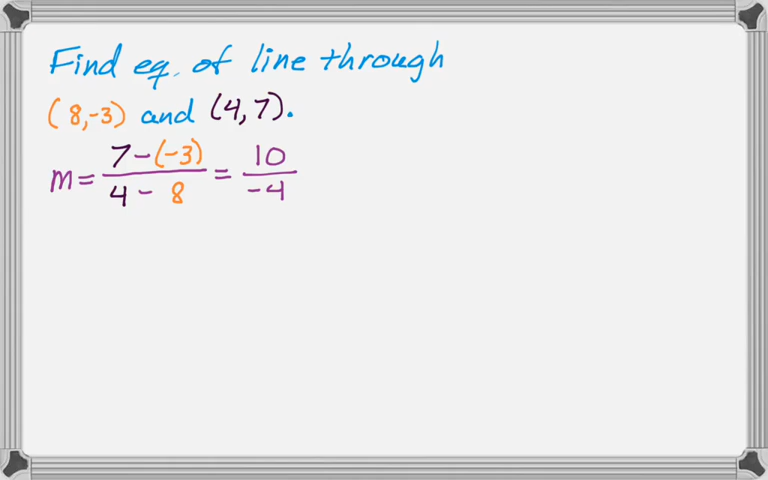 Find eq. of line through
(8,-3) and (4,7).
m = 7-(-3) / 4-8 = 10 / -4